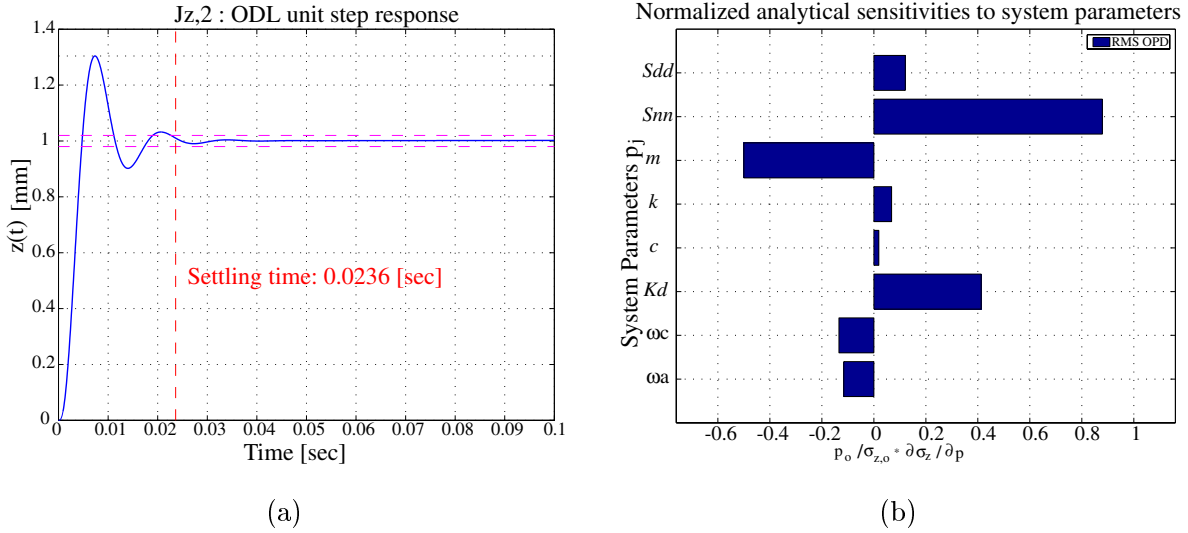 Jz,2 : ODL unit step response
1.4
1.2
1
0.8
0.6
0.4
0.2
0
z(t) [mm]
Settling time: 0.0236 [sec]
0 0.01 0.02 0.03 0.04 0.05 0.06 0.07 0.08 0.09 0.1
Time [sec]
(a)
Normalized analytical sensitivities to system parameters
RMS OPD
System Parameters pj
Sdd
Snn
m
k
c
Kd
ωc
ωa
-0.6 -0.4 -0.2 0 0.2 0.4 0.6 0.8 1
p_o /σ_z,o * ∂σ_z / ∂p
(b)